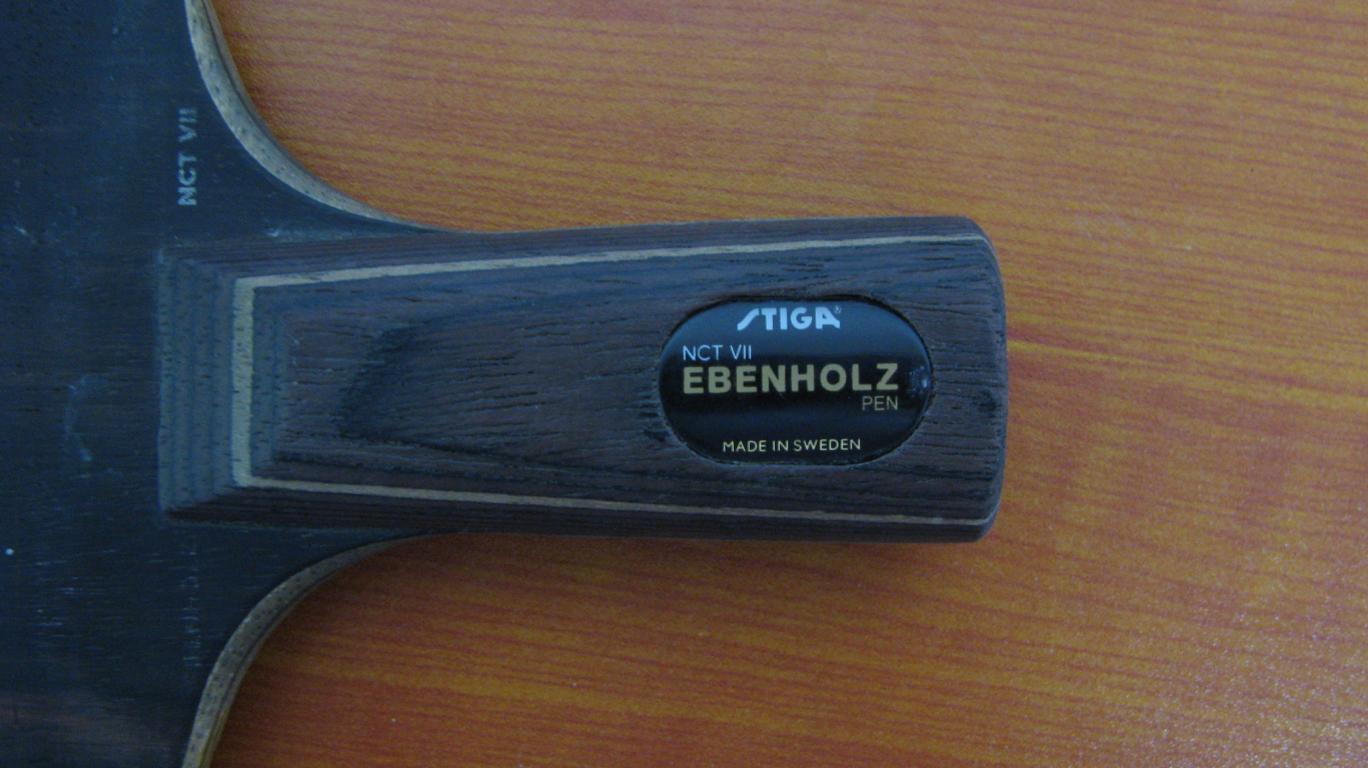 NCT VII
STIGA®
NCT VII
EBENHOLZ
PEN
MADE IN SWEDEN